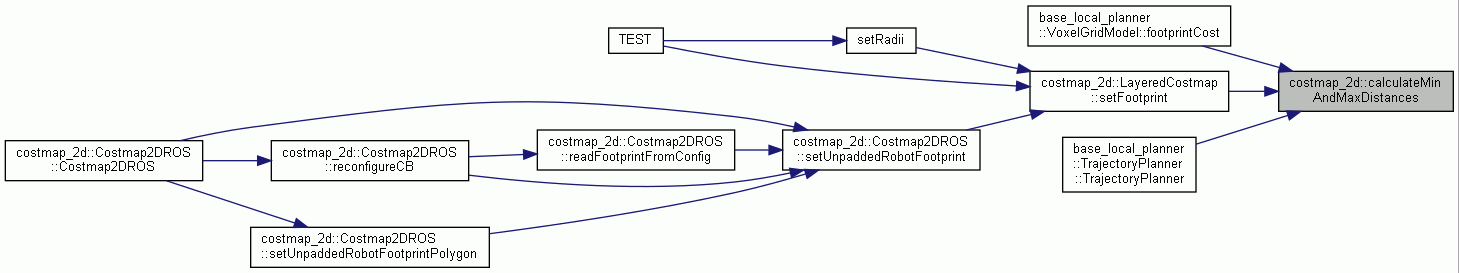 base_local_planner
::VoxelGridModel::footprintCost
TEST
setRadii
costmap_2d::LayeredCostmap
::setFootprint
costmap_2d::calculateMin
AndMaxDistances
costmap_2d::Costmap2DROS
::Costmap2DROS
costmap_2d::Costmap2DROS
::reconfigureCB
costmap_2d::Costmap2DROS
::readFootprintFromConfig
costmap_2d::Costmap2DROS
::setUnpaddedRobotFootprint
base_local_planner
::TrajectoryPlanner
::TrajectoryPlanner
costmap_2d::Costmap2DROS
::setUnpaddedRobotFootprintPolygon